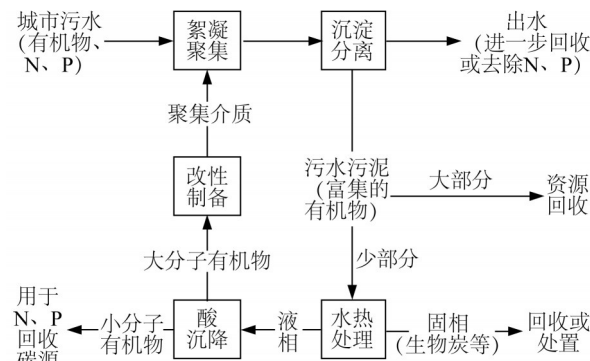 城市污水
(有机物、
N、P)
絮凝
聚集
沉淀
分离
出水
(进一步回收
或去除N、P)
聚集介质
改性
制备
污水污泥
(富集的
有机物)
大部分
资源
回收
大分子有机物
少部分
用于
N、P
回收
碳源
小分子
有机物
酸
沉降
液
相
水热
处理
固相
(生物炭等)
回收或
处置